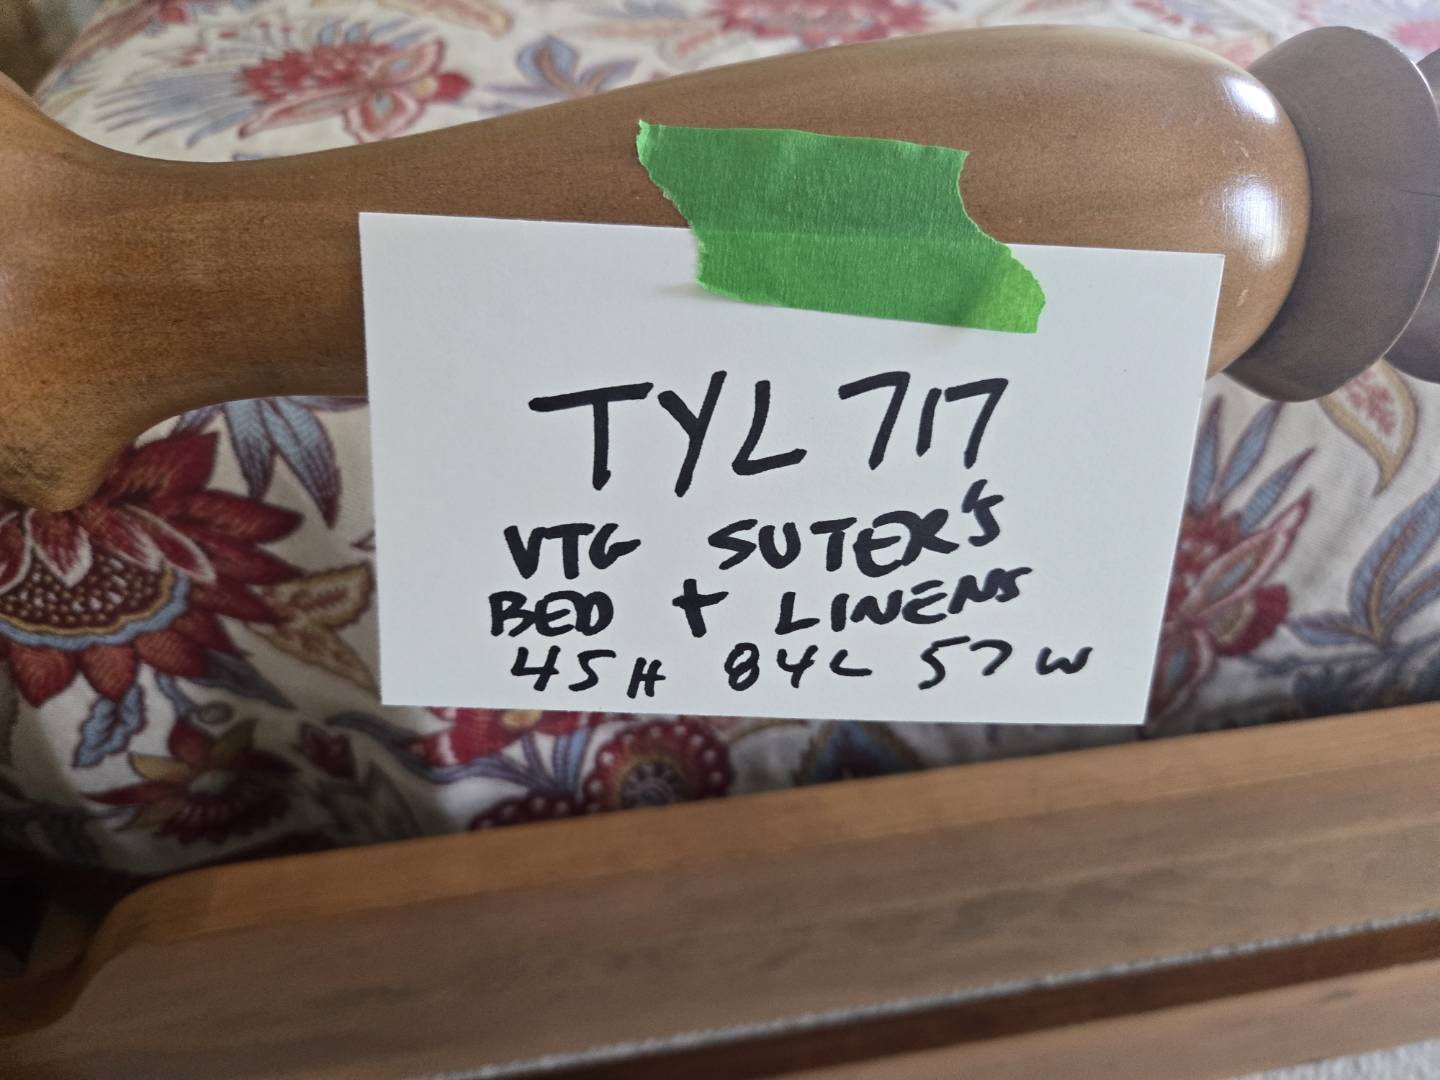 TYL 717
VTG SUTER'S
BED + LINENS
45H 84L 57W